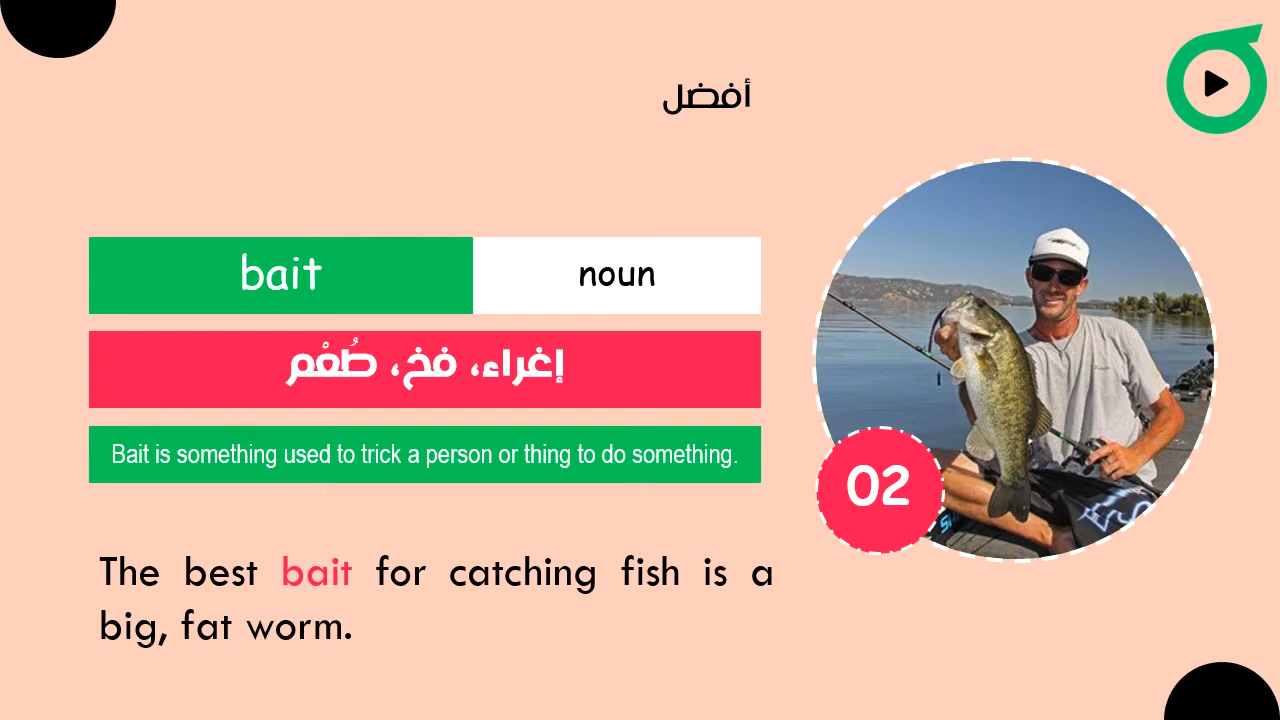 أفضل
bait
noun
إغراء، فخ، طُعْم
Bait is something used to trick a person or thing to do something.
02
The best bait for catching fish is a
big, fat worm.